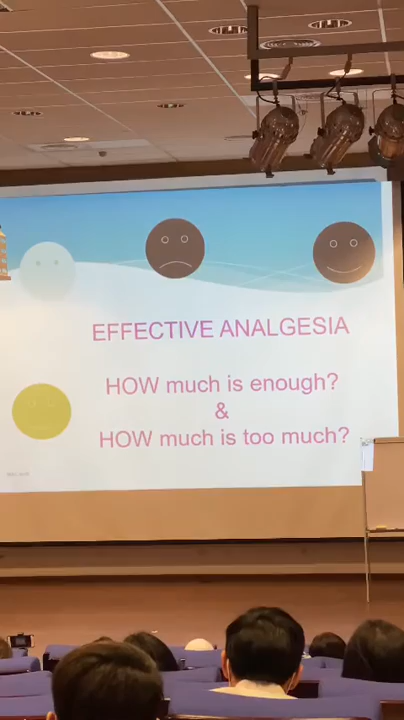 EFFECTIVE ANALGESIA
HOW much is enough?
&
HOW much is too much?